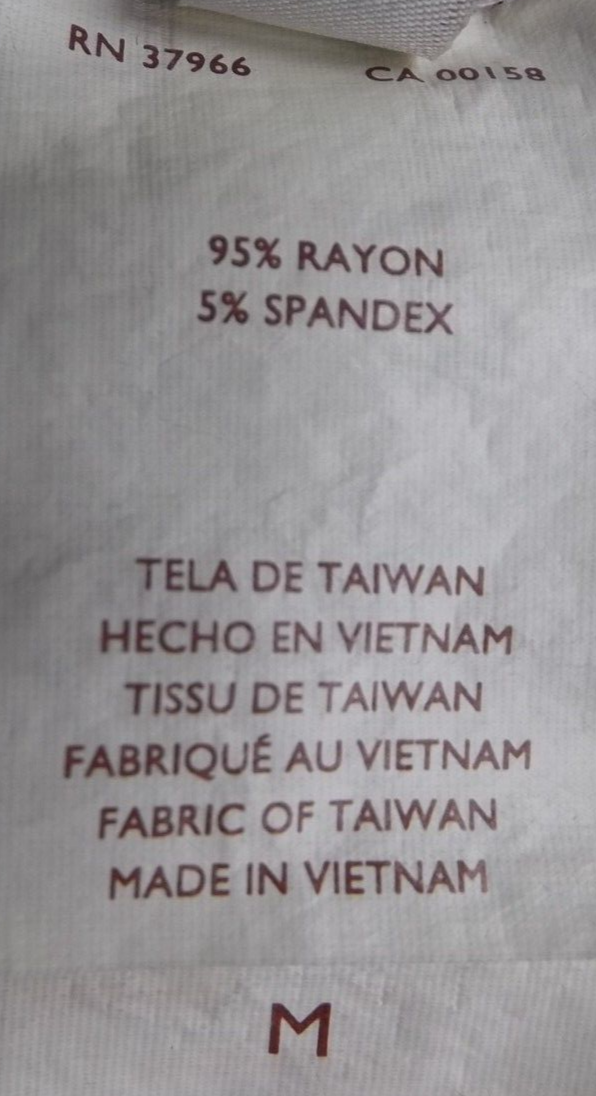 RN 37966 CA 00158
95% RAYON
5% SPANDEX
TELA DE TAIWAN
HECHO EN VIETNAM
TISSU DE TAIWAN
FABRIQUÉ AU VIETNAM
FABRIC OF TAIWAN
MADE IN VIETNAM
M